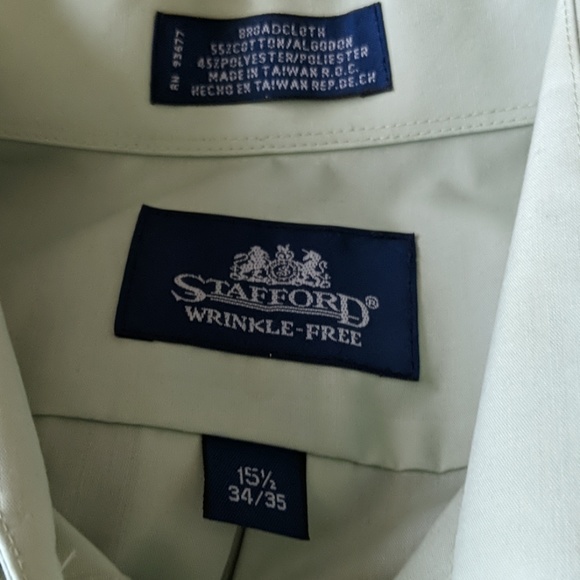 BROADCLOTH
55%COTTON/ALGODON
45%POLYESTER/POLIESTER
MADE IN TAIWAN R.O.C.
HECHO EN TAIWAN REP.DE.CH
RN 93677
STAFFORD®
WRINKLE-FREE
15½
34/35